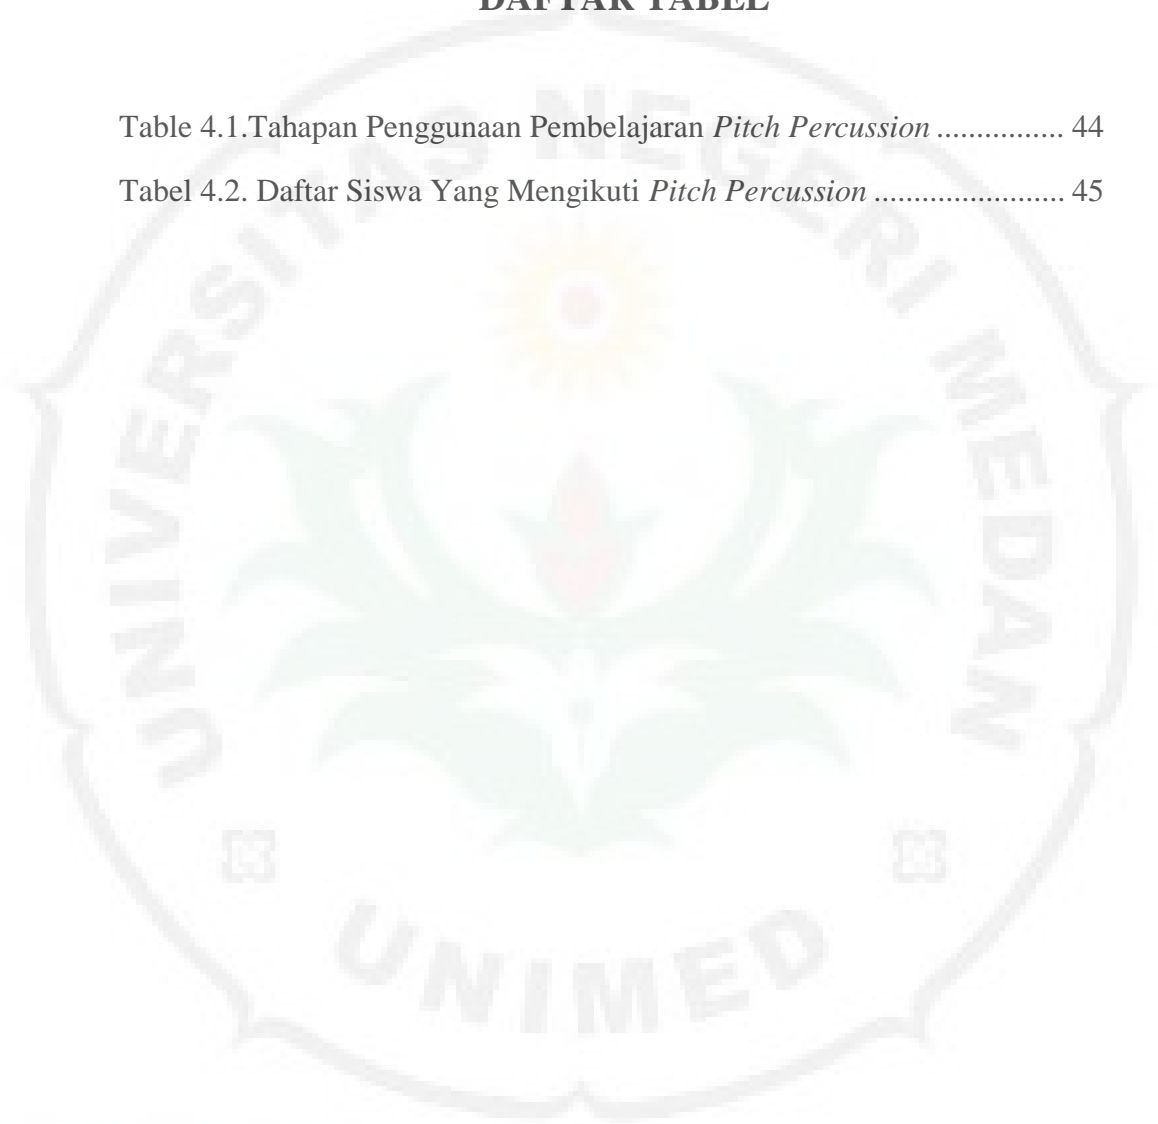 DAFTAR TABEL
Table 4.1.Tahapan Penggunaan Pembelajaran Pitch Percussion ................ 44
Tabel 4.2. Daftar Siswa Yang Mengikuti Pitch Percussion ........................ 45
UNIVERSITAS NEGERI MEDAN
UNIMED